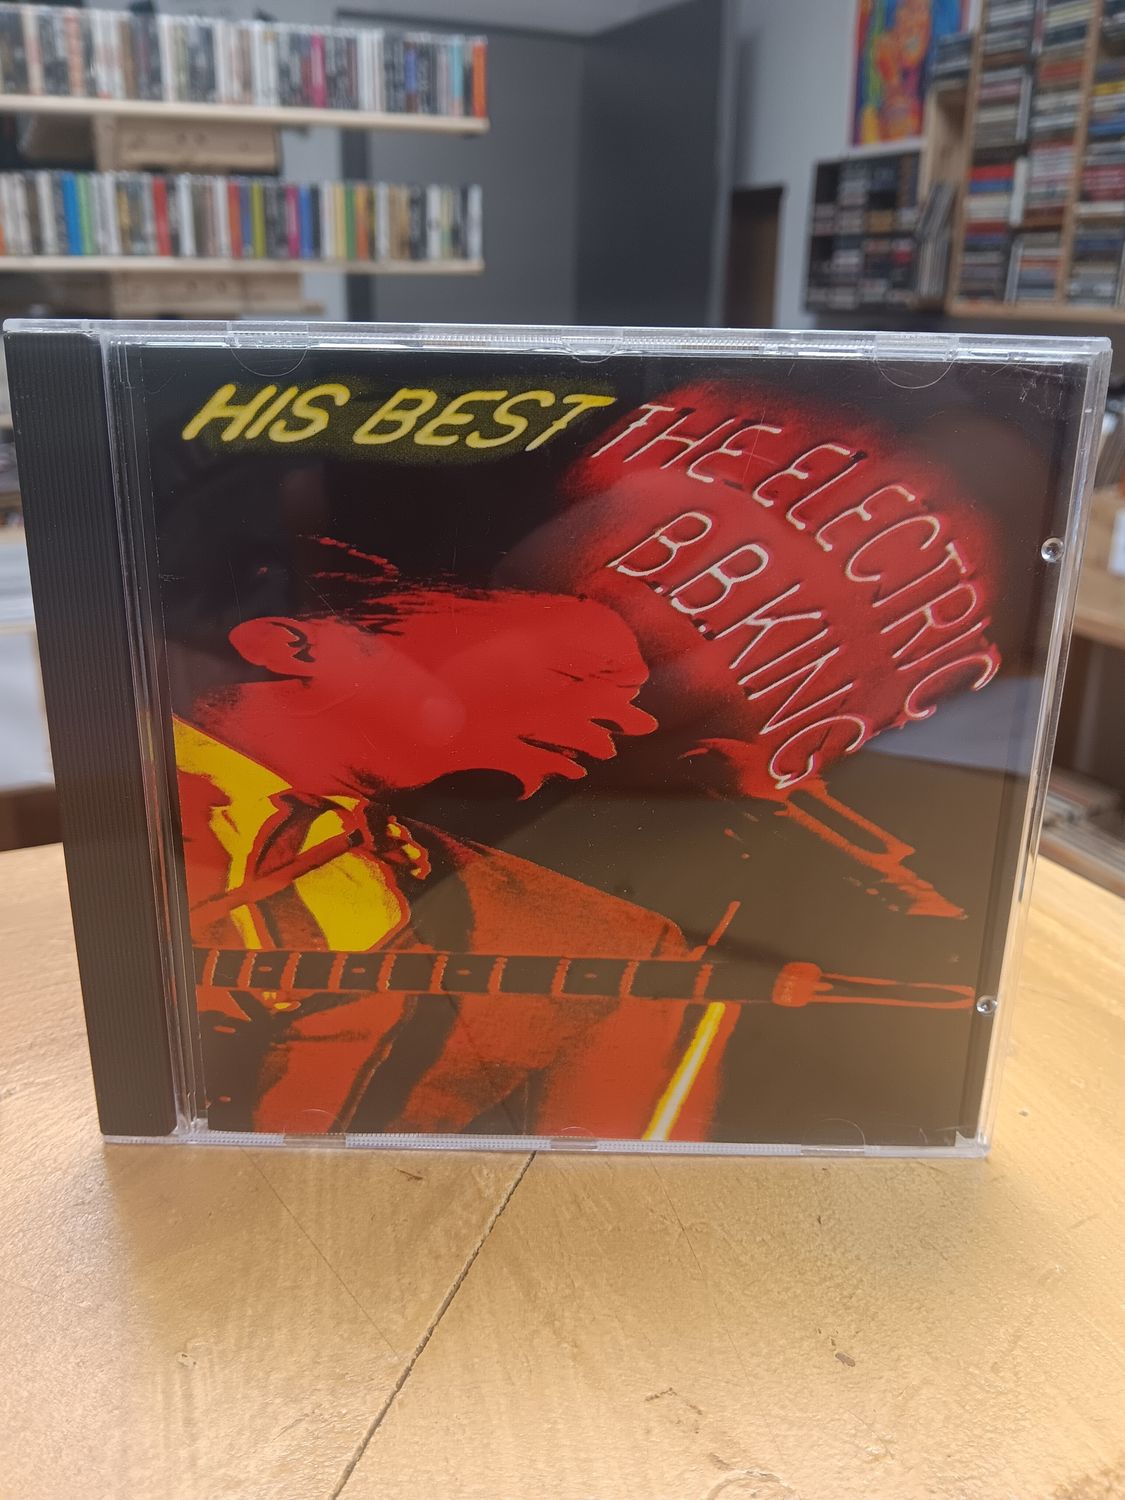 HIS BEST
THE ELECTRIC
B.B. KING